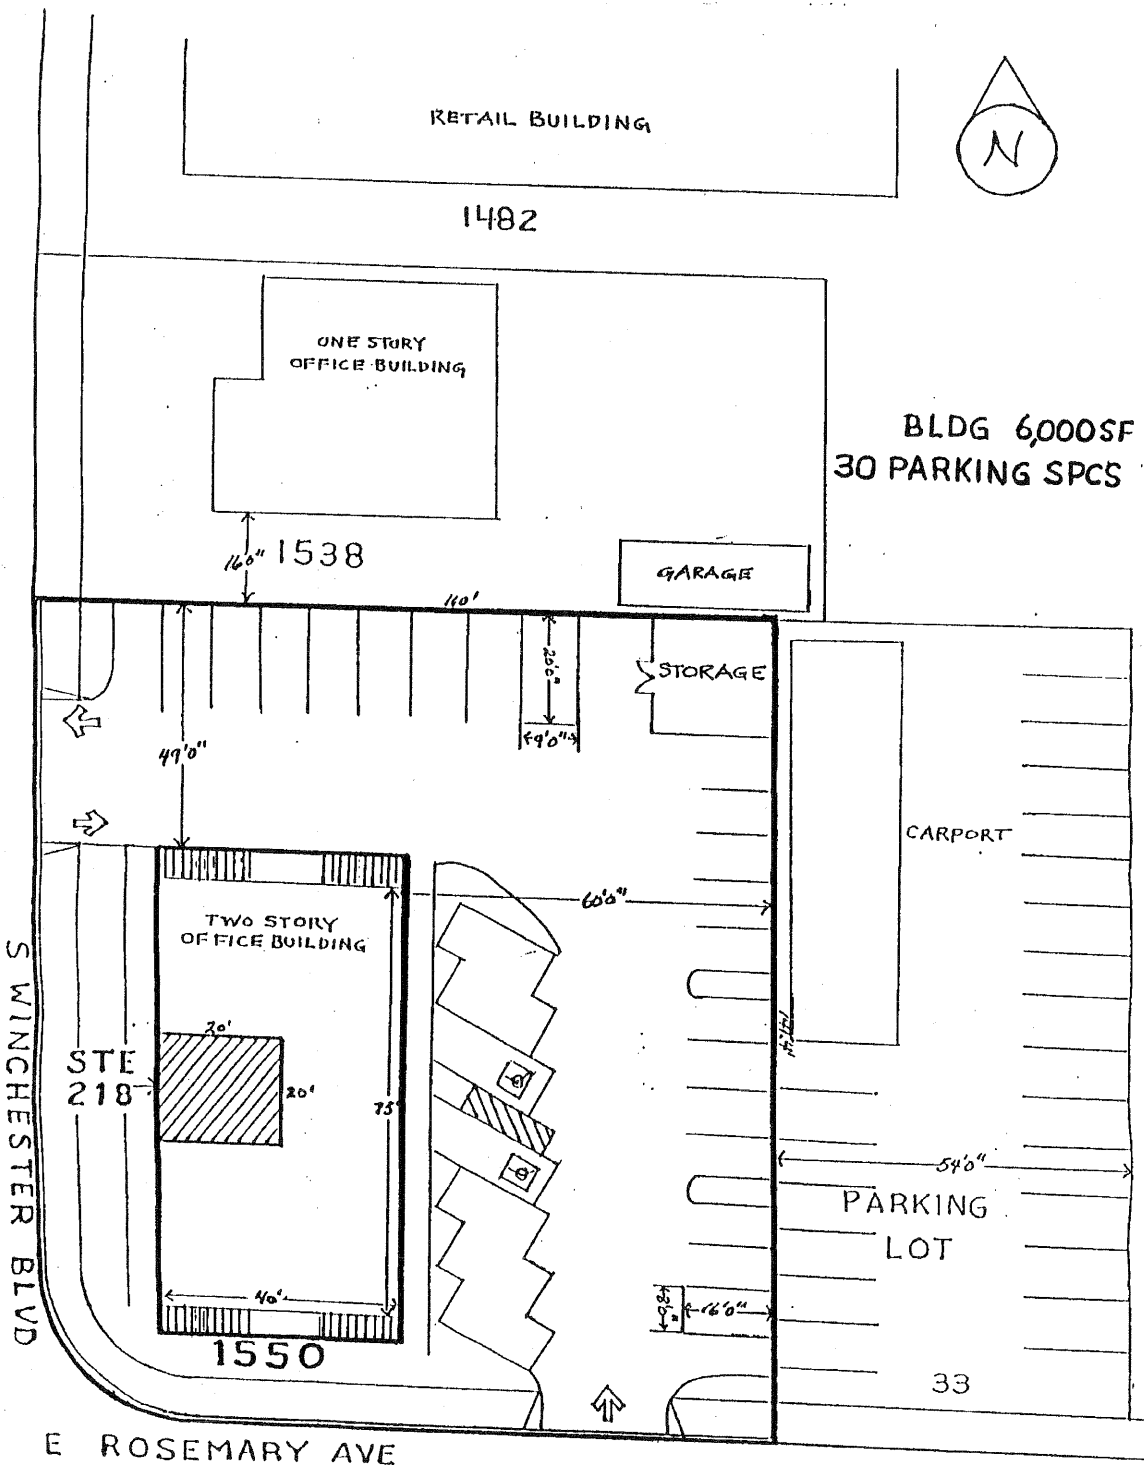 RETAIL BUILDING
N
1482
ONE STORY
OFFICE BUILDING
BLDG 6,000SF
30 PARKING SPCS
16'0"
1538
GARAGE
110'
STORAGE
20'0"
9'0"
49'0"
CARPORT
60'0"
TWO STORY
OFFICE BUILDING
20'
STE
218
20'
75'
S WINCHESTER BLVD
54'0"
PARKING
LOT
40'
8'0"
16'0"
1550
33
E ROSEMARY AVE